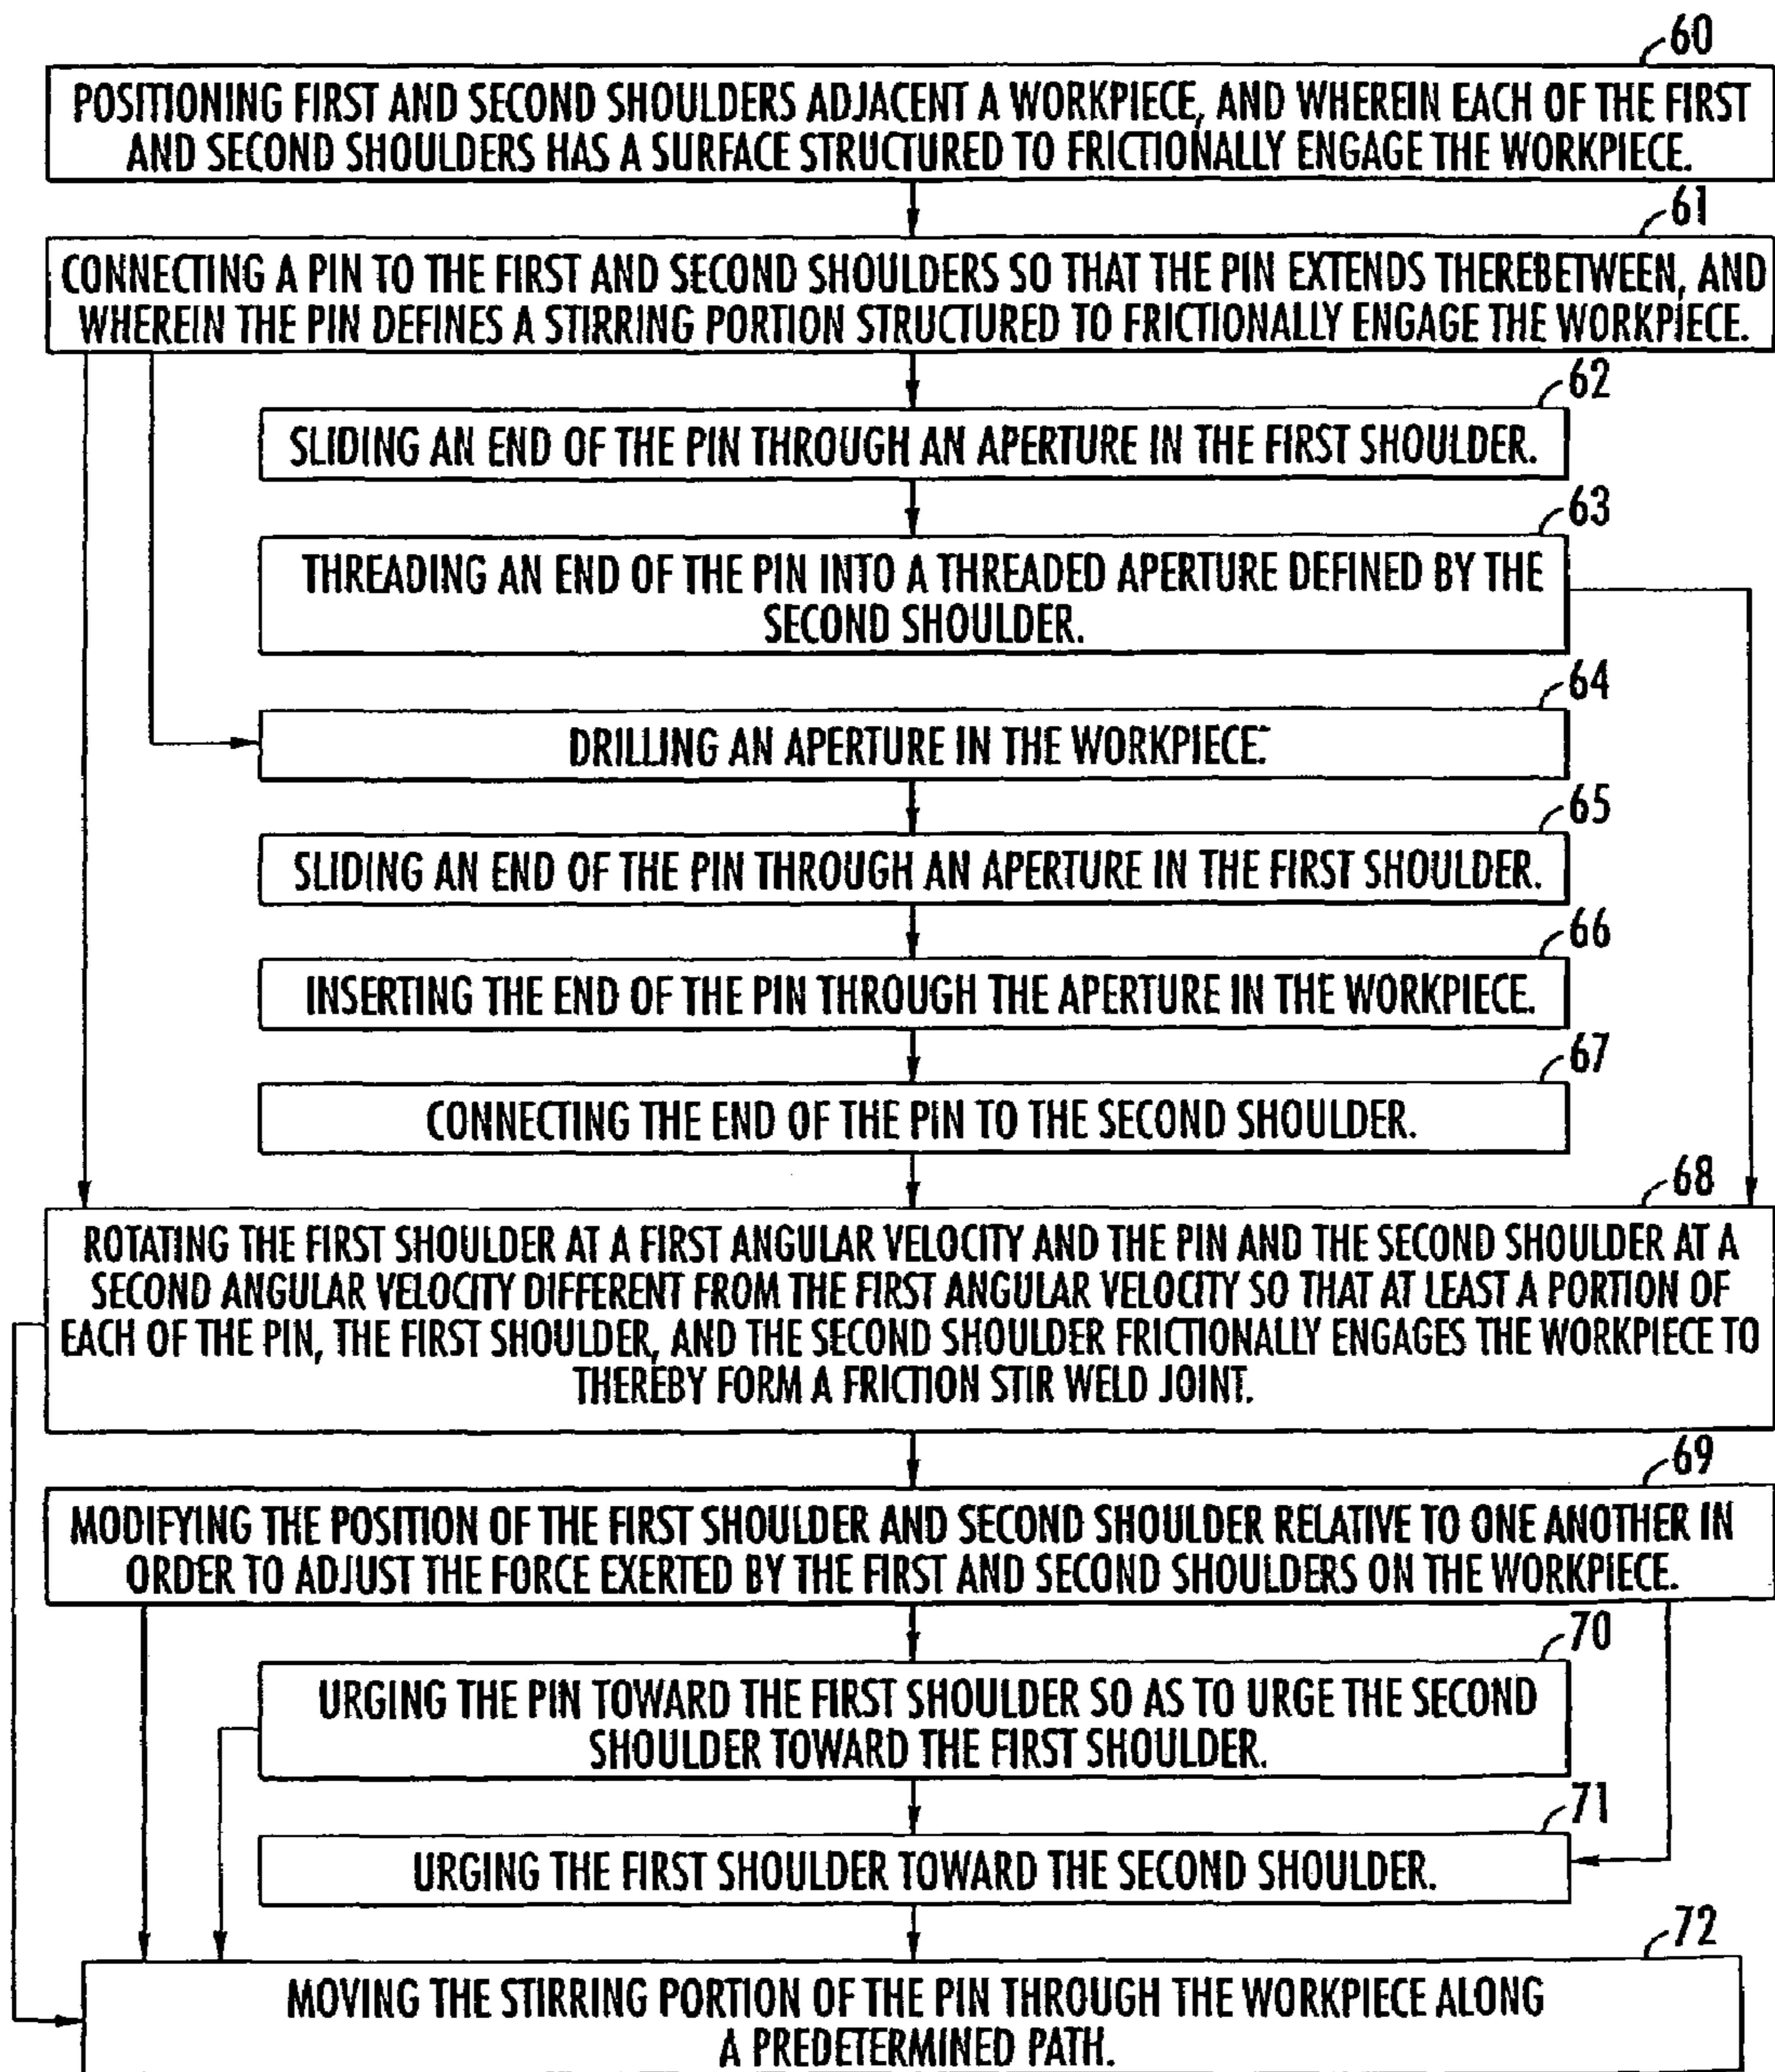 60
POSITIONING FIRST AND SECOND SHOULDERS ADJACENT A WORKPIECE, AND WHEREIN EACH OF THE FIRST
AND SECOND SHOULDERS HAS A SURFACE STRUCTURED TO FRICTIONALLY ENGAGE THE WORKPIECE.
61
CONNECTING A PIN TO THE FIRST AND SECOND SHOULDERS SO THAT THE PIN EXTENDS THEREBETWEEN, AND
WHEREIN THE PIN DEFINES A STIRRING PORTION STRUCTURED TO FRICTIONALLY ENGAGE THE WORKPIECE.
62
SLIDING AN END OF THE PIN THROUGH AN APERTURE IN THE FIRST SHOULDER.
63
THREADING AN END OF THE PIN INTO A THREADED APERTURE DEFINED BY THE
SECOND SHOULDER.
64
DRILLING AN APERTURE IN THE WORKPIECE.
65
SLIDING AN END OF THE PIN THROUGH AN APERTURE IN THE FIRST SHOULDER.
66
INSERTING THE END OF THE PIN THROUGH THE APERTURE IN THE WORKPIECE.
67
CONNECTING THE END OF THE PIN TO THE SECOND SHOULDER.
68
ROTATING THE FIRST SHOULDER AT A FIRST ANGULAR VELOCITY AND THE PIN AND THE SECOND SHOULDER AT A
SECOND ANGULAR VELOCITY DIFFERENT FROM THE FIRST ANGULAR VELOCITY SO THAT AT LEAST A PORTION OF
EACH OF THE PIN, THE FIRST SHOULDER, AND THE SECOND SHOULDER FRICTIONALLY ENGAGES THE WORKPIECE TO
THEREBY FORM A FRICTION STIR WELD JOINT.
69
MODIFYING THE POSITION OF THE FIRST SHOULDER AND SECOND SHOULDER RELATIVE TO ONE ANOTHER IN
ORDER TO ADJUST THE FORCE EXERTED BY THE FIRST AND SECOND SHOULDERS ON THE WORKPIECE.
70
URGING THE PIN TOWARD THE FIRST SHOULDER SO AS TO URGE THE SECOND
SHOULDER TOWARD THE FIRST SHOULDER.
71
URGING THE FIRST SHOULDER TOWARD THE SECOND SHOULDER.
72
MOVING THE STIRRING PORTION OF THE PIN THROUGH THE WORKPIECE ALONG
A PREDETERMINED PATH.